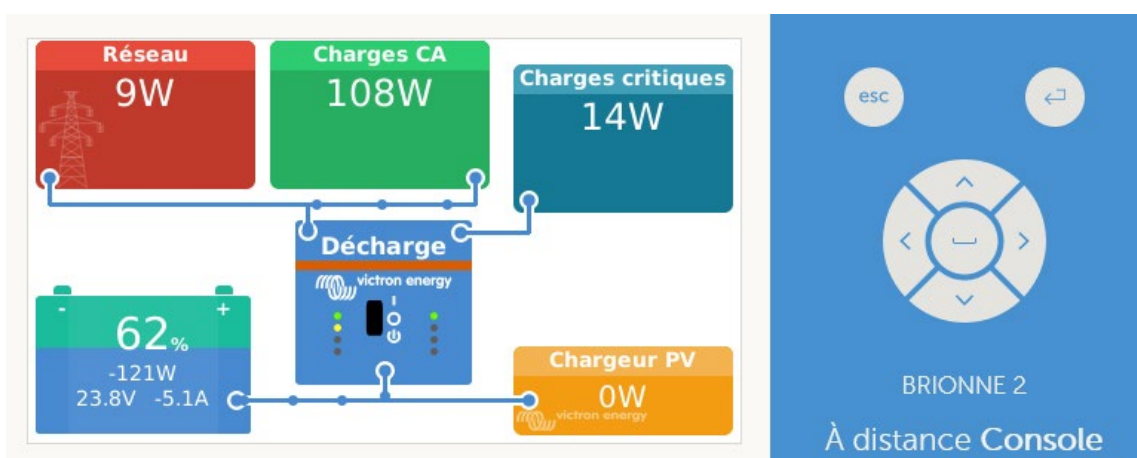 Réseau
9W
Charges CA
108W
Charges critiques
14W
Décharge
victron energy
- +
62%
-121W
23.8V -5.1A
Chargeur PV
0W
victron energy
esc
BRIONNE 2
À distance Console